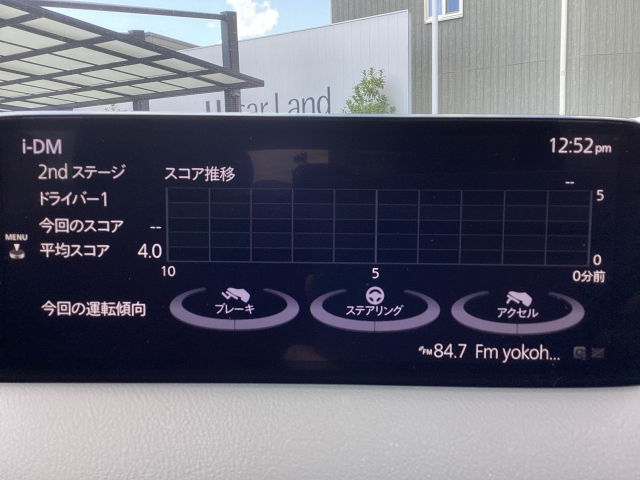 Land
i-DM
12:52pm
2nd ステージ
スコア推移
--
5
ドライバー1
今回のスコア --
MENU
平均スコア 4.0
0
10
5
0分前
今回の運転傾向
ブレーキ
ステアリング
アクセル
FM 84.7 Fm yokoh...